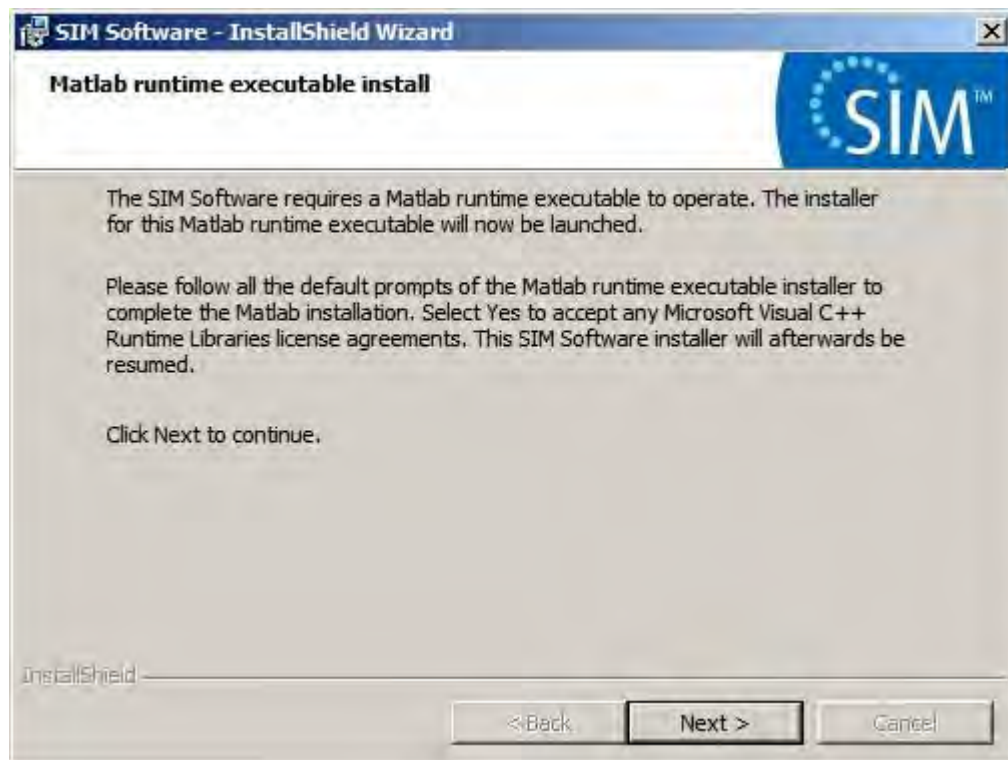 SIM Software - InstallShield Wizard
Matlab runtime executable install
SIM™
The SIM Software requires a Matlab runtime executable to operate. The installer
for this Matlab runtime executable will now be launched.
Please follow all the default prompts of the Matlab runtime executable installer to
complete the Matlab installation. Select Yes to accept any Microsoft Visual C++
Runtime Libraries license agreements. This SIM Software installer will afterwards be
resumed.
Click Next to continue.
InstallShield
< Back
Next >
Cancel